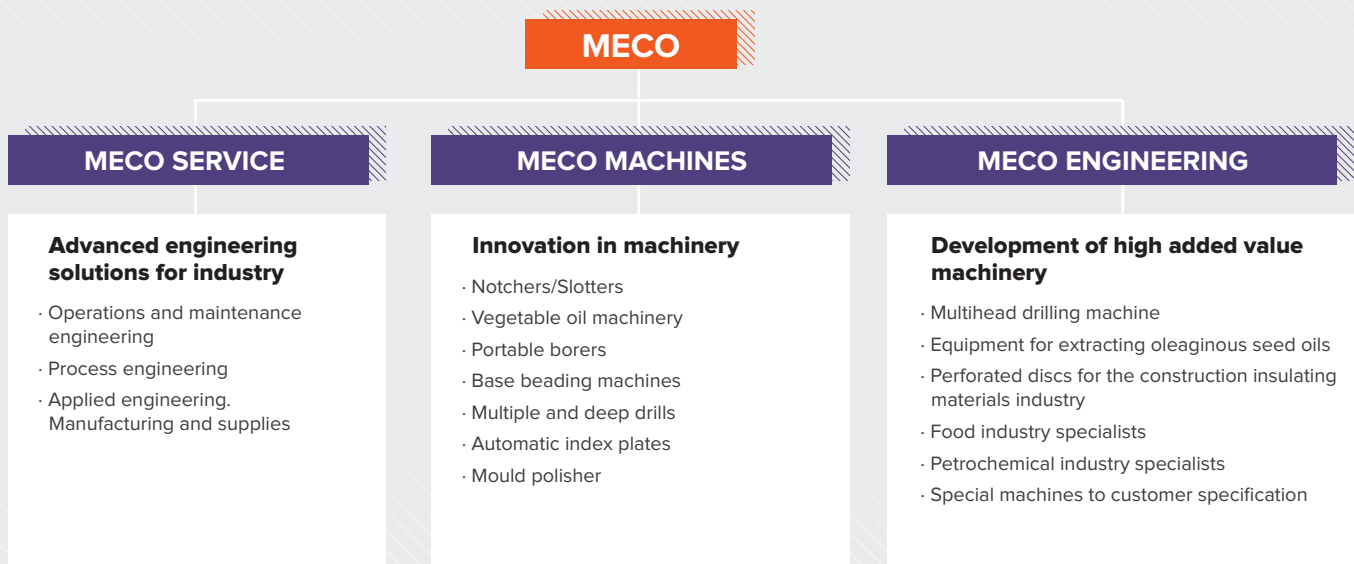 MECO
MECO SERVICE
Advanced engineering
solutions for industry
· Operations and maintenance
engineering
· Process engineering
· Applied engineering.
Manufacturing and supplies
MECO MACHINES
Innovation in machinery
· Notchers/Slotters
· Vegetable oil machinery
· Portable borers
· Base beading machines
· Multiple and deep drills
· Automatic index plates
· Mould polisher
MECO ENGINEERING
Development of high added value
machinery
· Multihead drilling machine
· Equipment for extracting oleaginous seed oils
· Perforated discs for the construction insulating
materials industry
· Food industry specialists
· Petrochemical industry specialists
· Special machines to customer specification